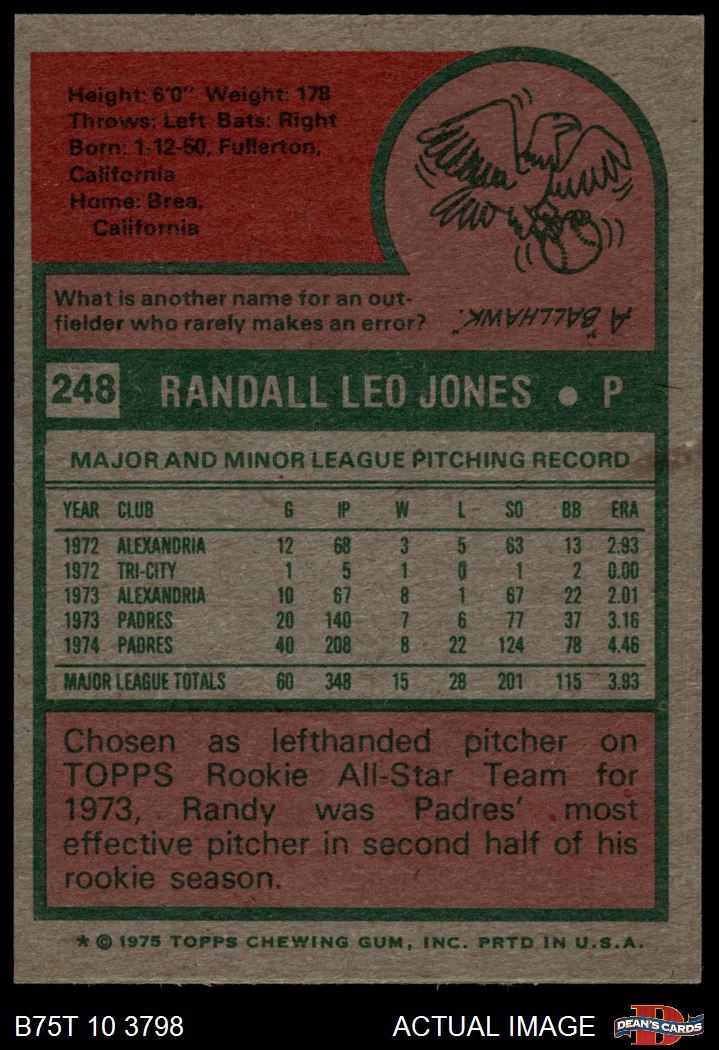 Height: 6'0" Weight: 178
Throws: Left Bats: Right
Born: 1-12-50, Fullerton,
California
Home: Brea,
California
What is another name for an out-
fielder who rarely makes an error?
A "BALLHAWK."
248 RANDALL LEO JONES • P
MAJOR AND MINOR LEAGUE PITCHING RECORD
YEAR CLUB G IP W L SO BB ERA
1972 ALEXANDRIA 12 68 3 5 63 13 2.93
1972 TRI-CITY 1 5 1 0 1 2 0.00
1973 ALEXANDRIA 10 67 8 1 67 22 2.01
1973 PADRES 20 140 7 6 77 37 3.16
1974 PADRES 40 208 8 22 124 78 4.46
MAJOR LEAGUE TOTALS 60 348 15 28 201 115 3.93
Chosen as lefthanded pitcher on
TOPPS Rookie All-Star Team for
1973, Randy was Padres' most
effective pitcher in second half of his
rookie season.
* © 1975 TOPPS CHEWING GUM, INC. PRTD IN U.S.A.
B75T 10 3798 ACTUAL IMAGE DEAN'S CARDS